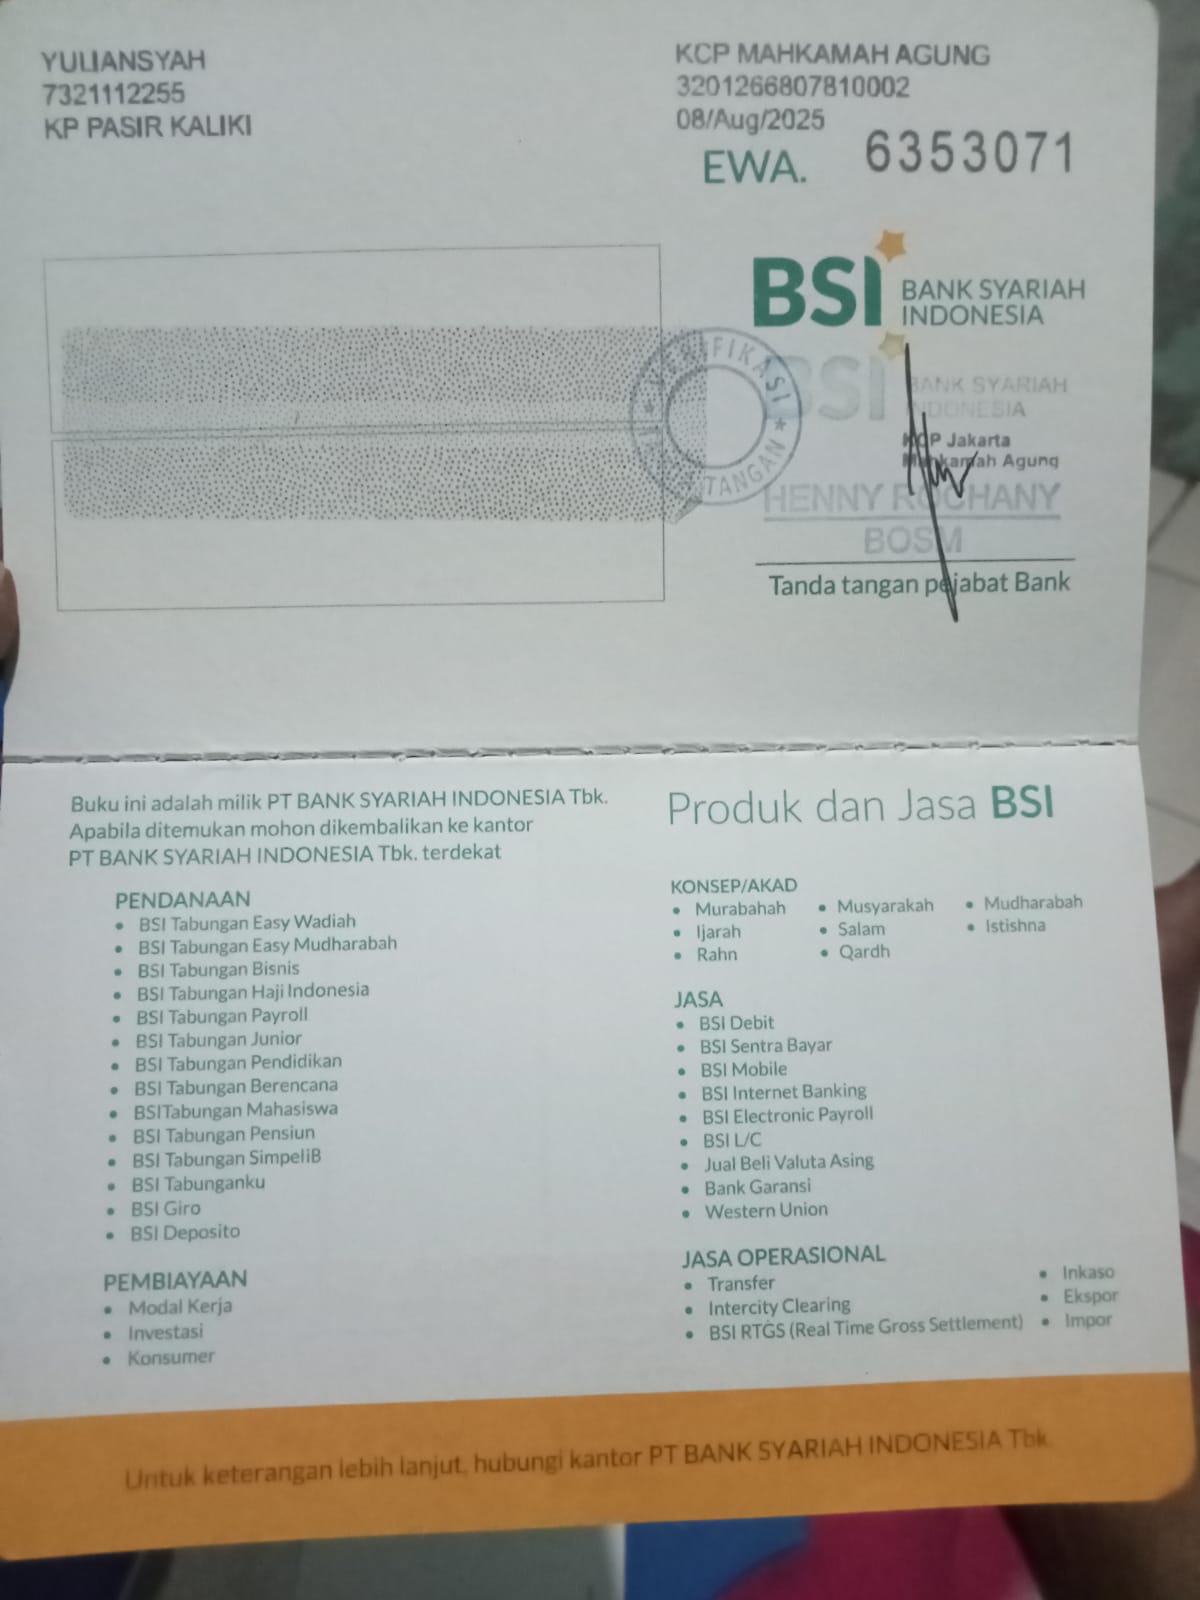 YULIANSYAH
7321112255
KP PASIR KALIKI
KCP MAHKAMAH AGUNG
3201266807810002
08/Aug/2025
EWA. 6353071
BSI BANK SYARIAH
INDONESIA
VERIFIKASI
TANDA TANGAN
BSI BANK SYARIAH
INDONESIA
KCP Jakarta
Mahkamah Agung
HENNY ROCHANY
BOSM
Tanda tangan pejabat Bank
Buku ini adalah milik PT BANK SYARIAH INDONESIA Tbk.
Apabila ditemukan mohon dikembalikan ke kantor
PT BANK SYARIAH INDONESIA Tbk. terdekat
PENDANAAN
• BSI Tabungan Easy Wadiah
• BSI Tabungan Easy Mudharabah
• BSI Tabungan Bisnis
• BSI Tabungan Haji Indonesia
• BSI Tabungan Payroll
• BSI Tabungan Junior
• BSI Tabungan Pendidikan
• BSI Tabungan Berencana
• BSITabungan Mahasiswa
• BSI Tabungan Pensiun
• BSI Tabungan SimpeliB
• BSI Tabunganku
• BSI Giro
• BSI Deposito
PEMBIAYAAN
• Modal Kerja
• Investasi
• Konsumer
Produk dan Jasa BSI
KONSEP/AKAD
• Murabahah • Musyarakah • Mudharabah
• Ijarah • Salam • Istishna
• Rahn • Qardh
JASA
• BSI Debit
• BSI Sentra Bayar
• BSI Mobile
• BSI Internet Banking
• BSI Electronic Payroll
• BSI L/C
• Jual Beli Valuta Asing
• Bank Garansi
• Western Union
JASA OPERASIONAL
• Transfer • Inkaso
• Intercity Clearing • Ekspor
• BSI RTGS (Real Time Gross Settlement) • Impor
Untuk keterangan lebih lanjut, hubungi kantor PT BANK SYARIAH INDONESIA Tbk.